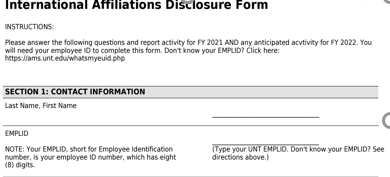 International Affiliations Disclosure Form
INSTRUCTIONS:
Please answer the following questions and report activity for FY 2021 AND any anticipated acvtivity for FY 2022. You
will need your employee ID to complete this form. Don't know your EMPLID? Click here:
https://ams.unt.edu/whatsmyeuid.php
SECTION 1: CONTACT INFORMATION
Last Name, First Name
EMPLID
NOTE: Your EMPLID, short for Employee Identification
number, is your employee ID number, which has eight
(8) digits.
(Type your UNT EMPLID. Don't know your EMPLID? See
directions above.)